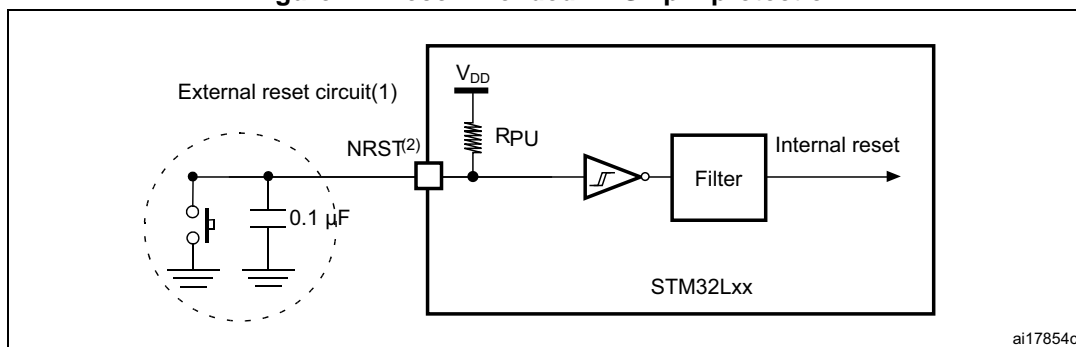 External reset circuit(1)
VDD
NRST(2)
RPU
Internal reset
Filter
0.1 µF
STM32Lxx
ai17854c